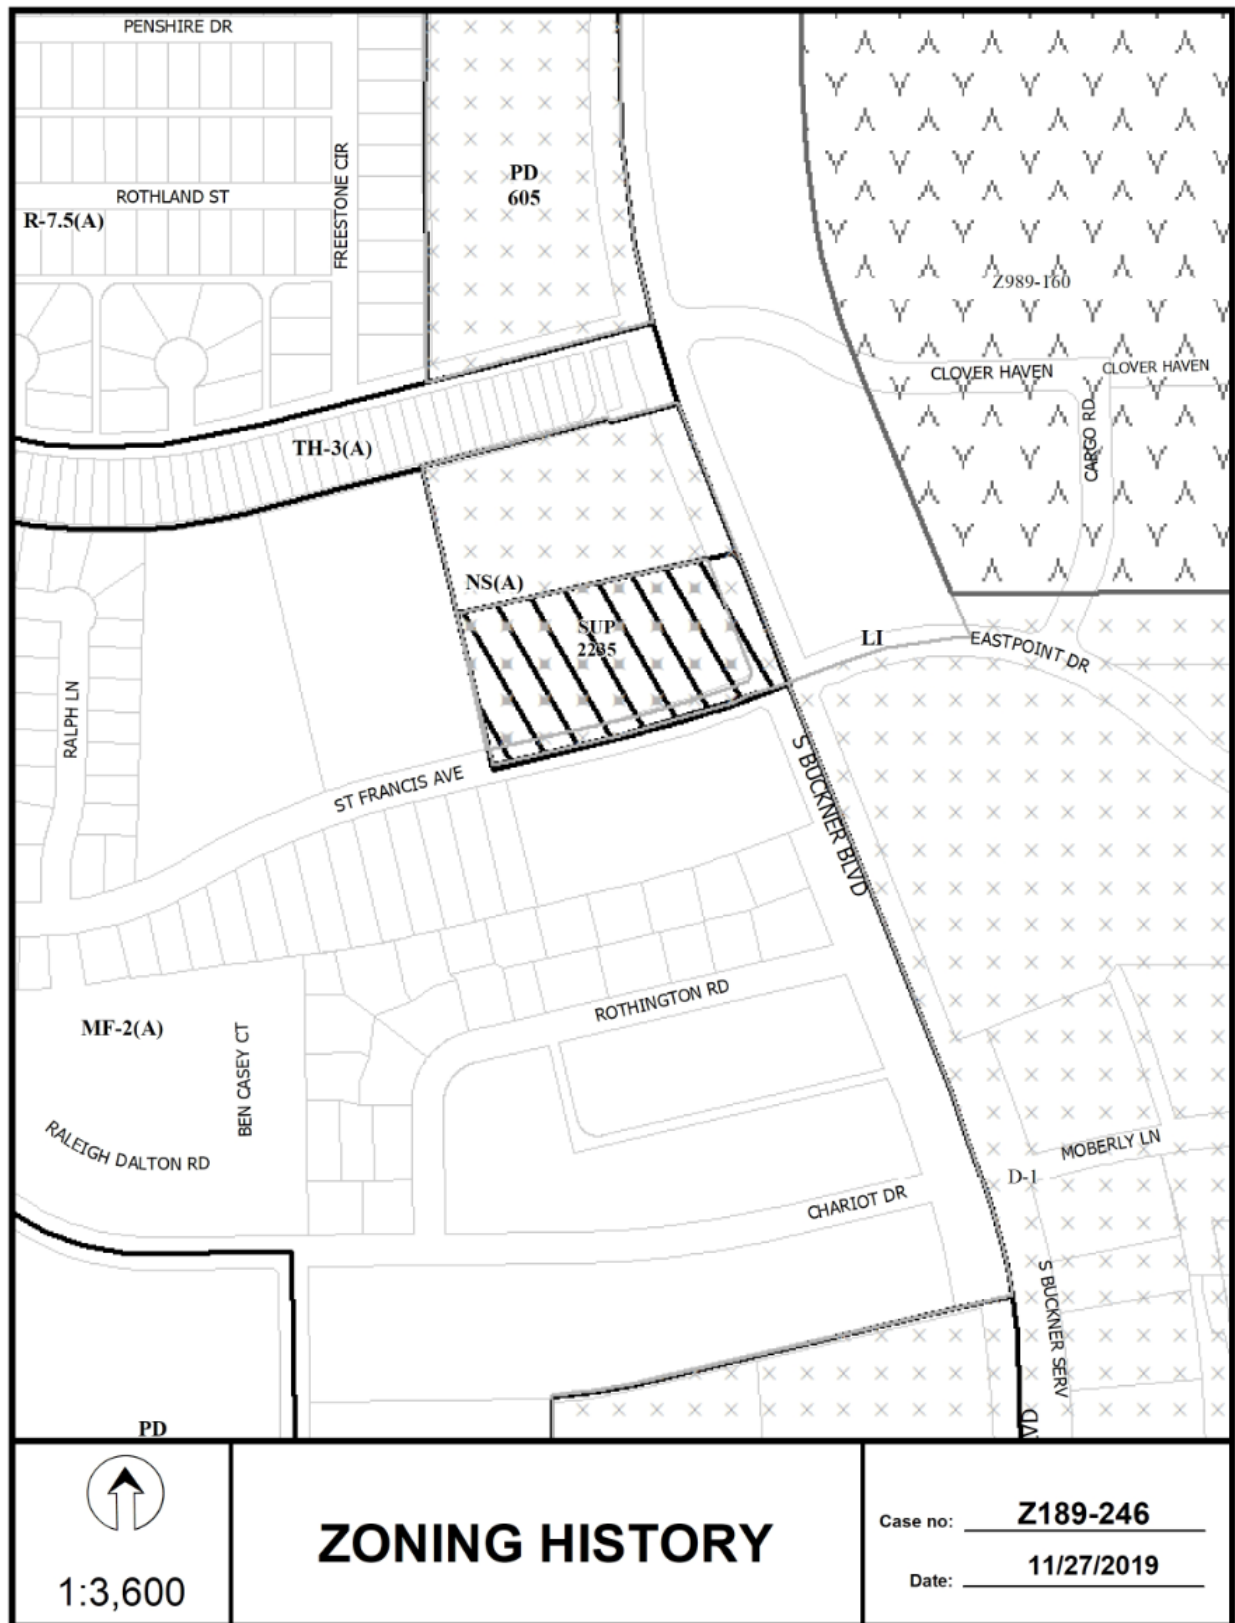 PENSHIRE DR
ROTHLAND ST
R-7.5(A)
FREESTONE CIR
PD
605
Z989-160
CLOVER HAVEN
CLOVER HAVEN
CARGO RD
TH-3(A)
NS(A)
SUP
2235
LI
EASTPOINT DR
RALPH LN
ST FRANCIS AVE
S BUCKNER BLVD
ROTHINGTON RD
MF-2(A)
BEN CASEY CT
RALEIGH DALTON RD
MOBERLY LN
D-1
CHARIOT DR
S BUCKNER SERV
PD
VD
1:3,600
ZONING HISTORY
Case no: Z189-246
Date: 11/27/2019